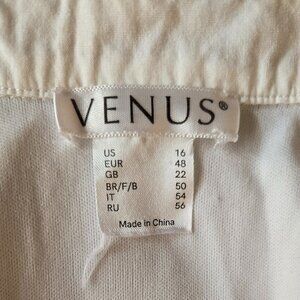 VENUS®
US 16
EUR 48
GB 22
BR/F/B 50
IT 54
RU 56
Made in China